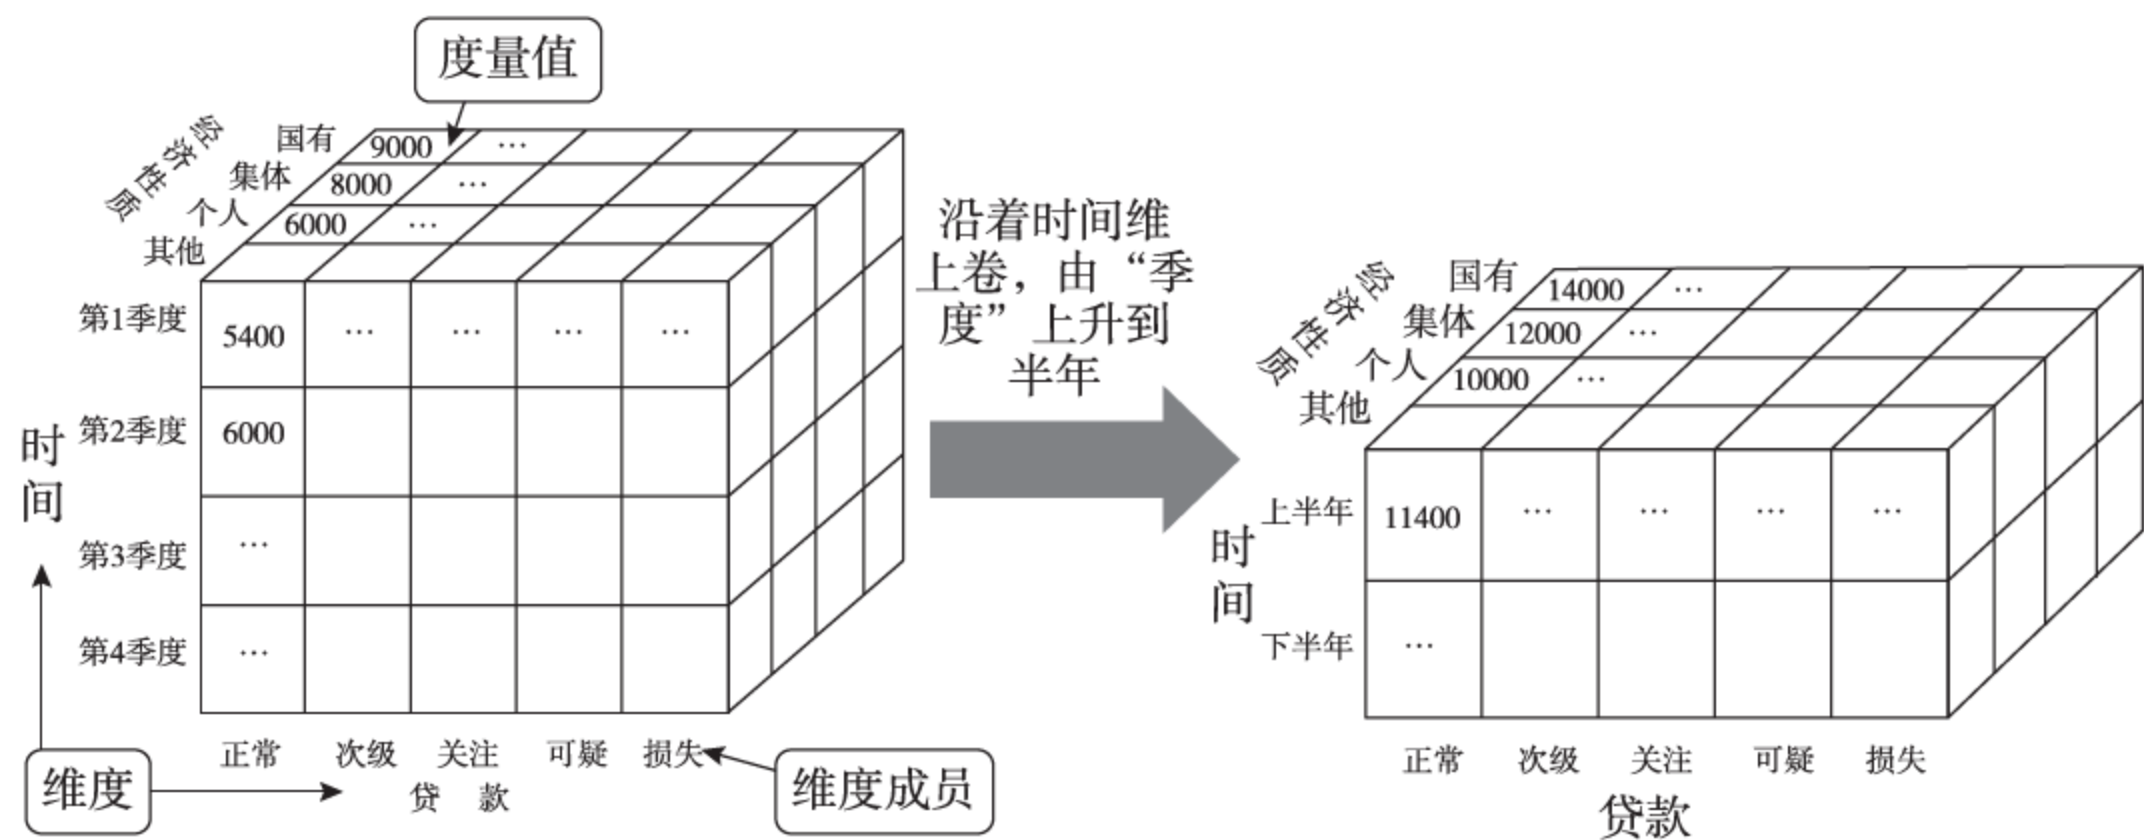 度量值
经济性质
国有
9000
…
集体
8000
…
个人
6000
…
其他
第1季度
5400
…
…
…
…
第2季度
6000
第3季度
…
第4季度
…
时间
正常
次级
关注
可疑
损失
贷 款
维度
维度成员
沿着时间维
上卷，由“季
度”上升到
半年
经济性质
国有
14000
…
集体
12000
…
个人
10000
…
其他
上半年
11400
…
…
…
…
下半年
…
时间
正常
次级
关注
可疑
损失
贷款